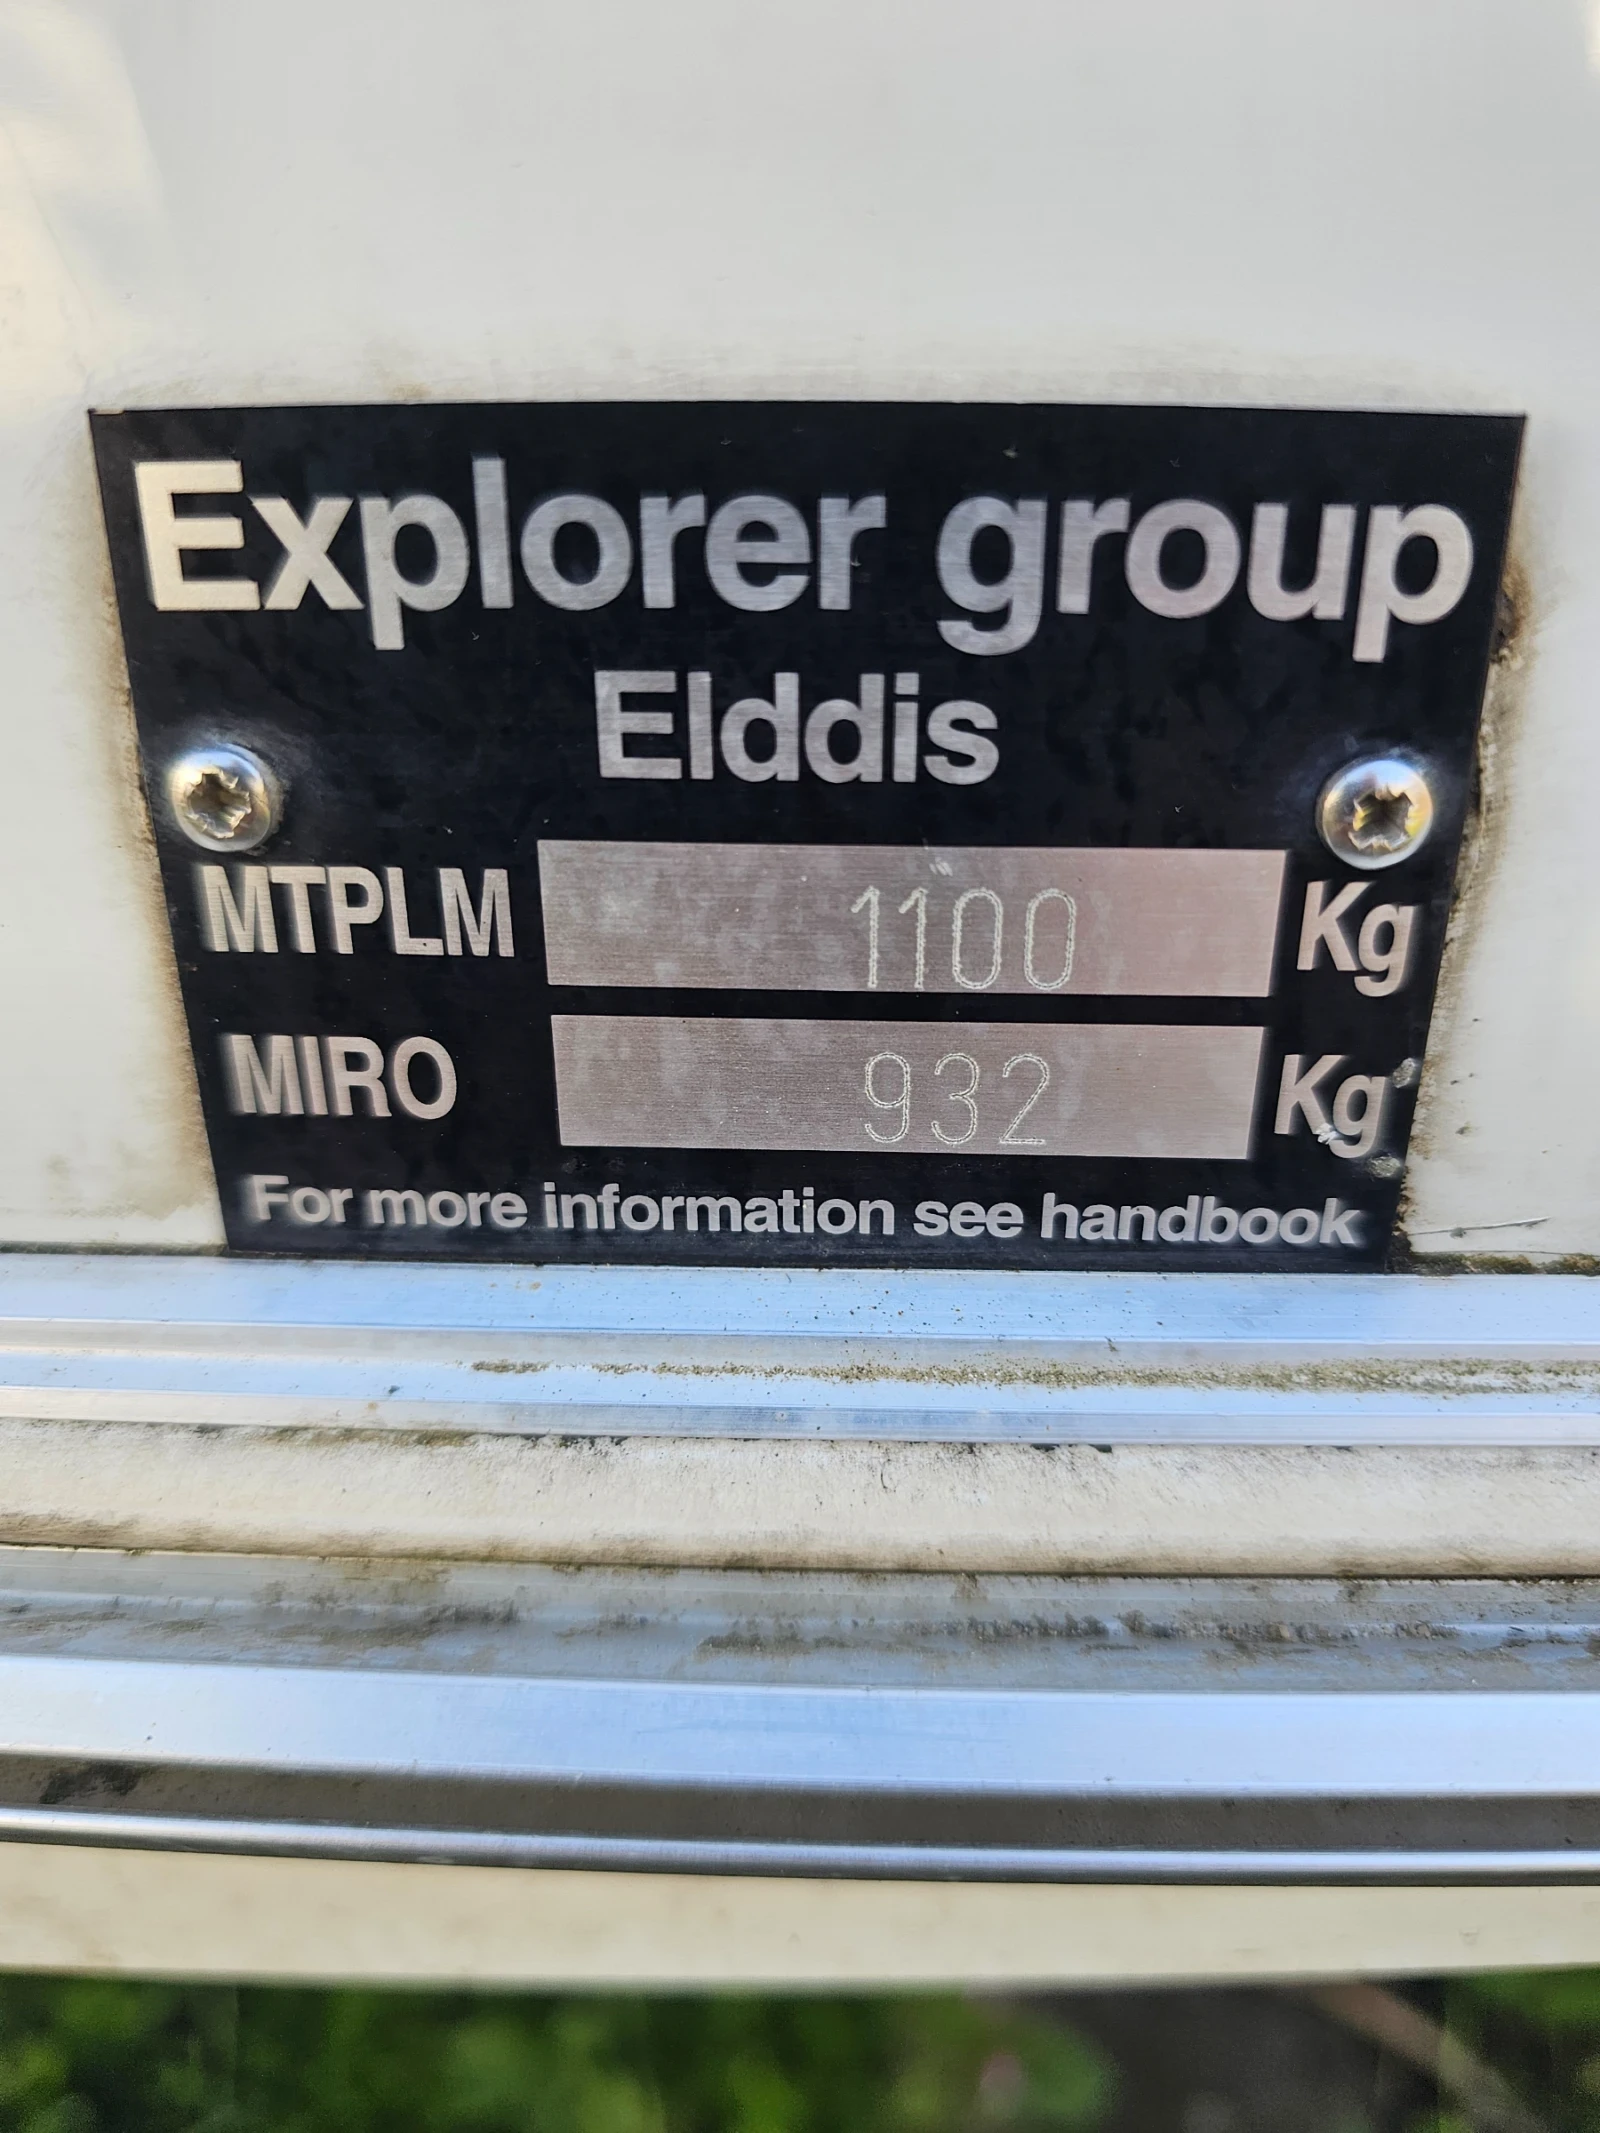 Explorer group
Elddis
MTPLM 1100 Kg
MIRO 932 Kg
For more information see handbook